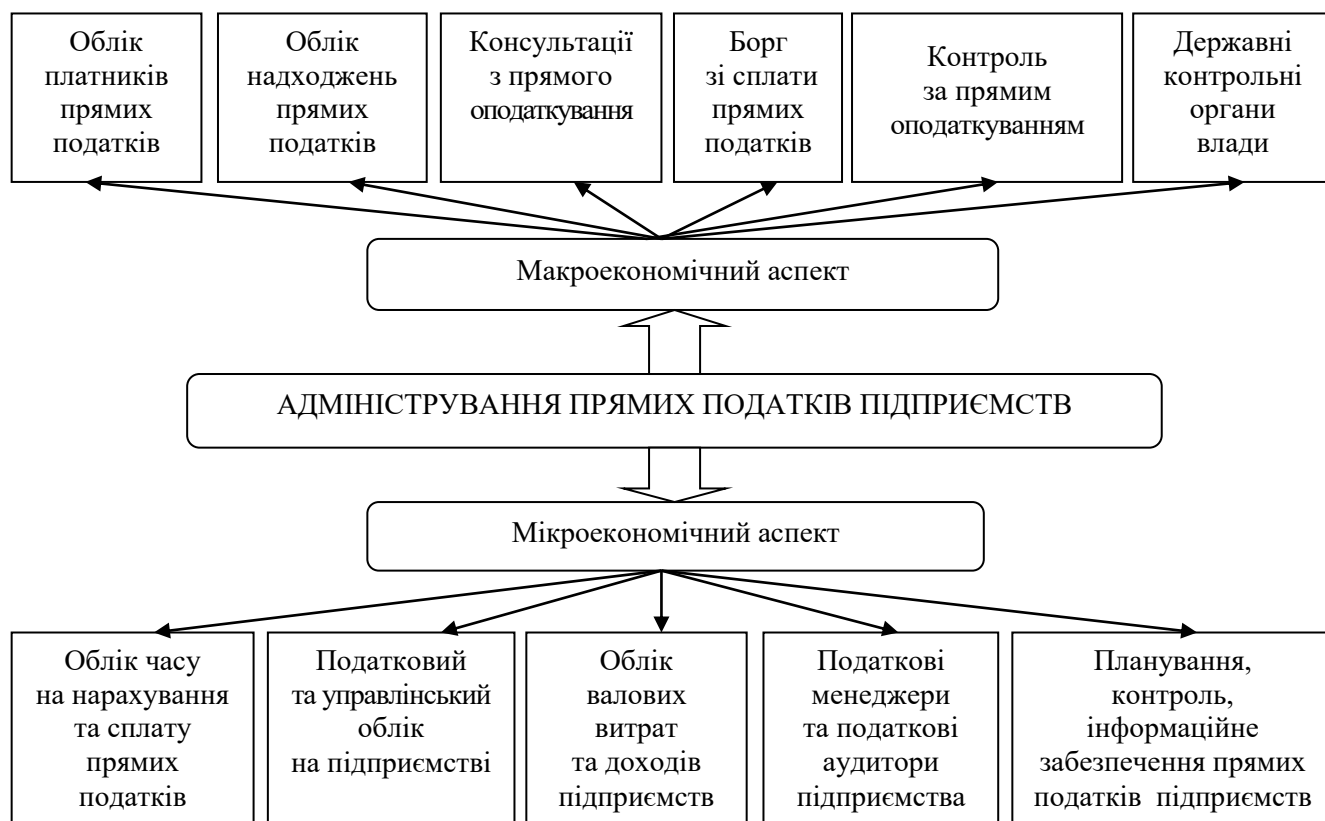 Облік
платників
прямих
податків
Облік
надходжень
прямих
податків
Консультації
з прямого
оподаткування
Борг
зі сплати
прямих
податків
Контроль
за прямим
оподаткуванням
Державні
контрольні
органи
влади
Макроекономічний аспект
АДМІНІСТРУВАННЯ ПРЯМИХ ПОДАТКІВ ПІДПРИЄМСТВ
Мікроекономічний аспект
Облік часу
на нарахування
та сплату
прямих
податків
Податковий
та управлінський
облік
на підприємстві
Облік
валових
витрат
та доходів
підприємств
Податкові
менеджери
та податкові
аудитори
підприємства
Планування,
контроль,
інформаційне
забезпечення прямих
податків підприємств